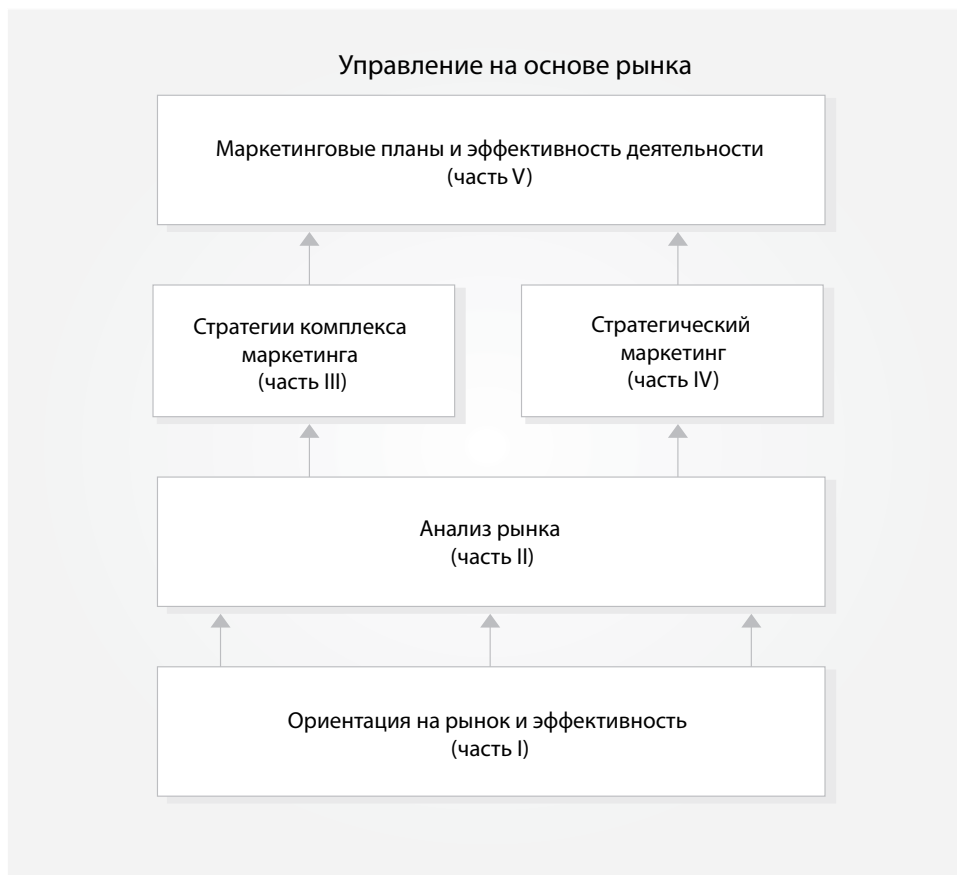 Управление на основе рынка
Маркетинговые планы и эффективность деятельности
(часть V)
Стратегии комплекса
маркетинга
(часть III)
Стратегический
маркетинг
(часть IV)
Анализ рынка
(часть II)
Ориентация на рынок и эффективность
(часть I)